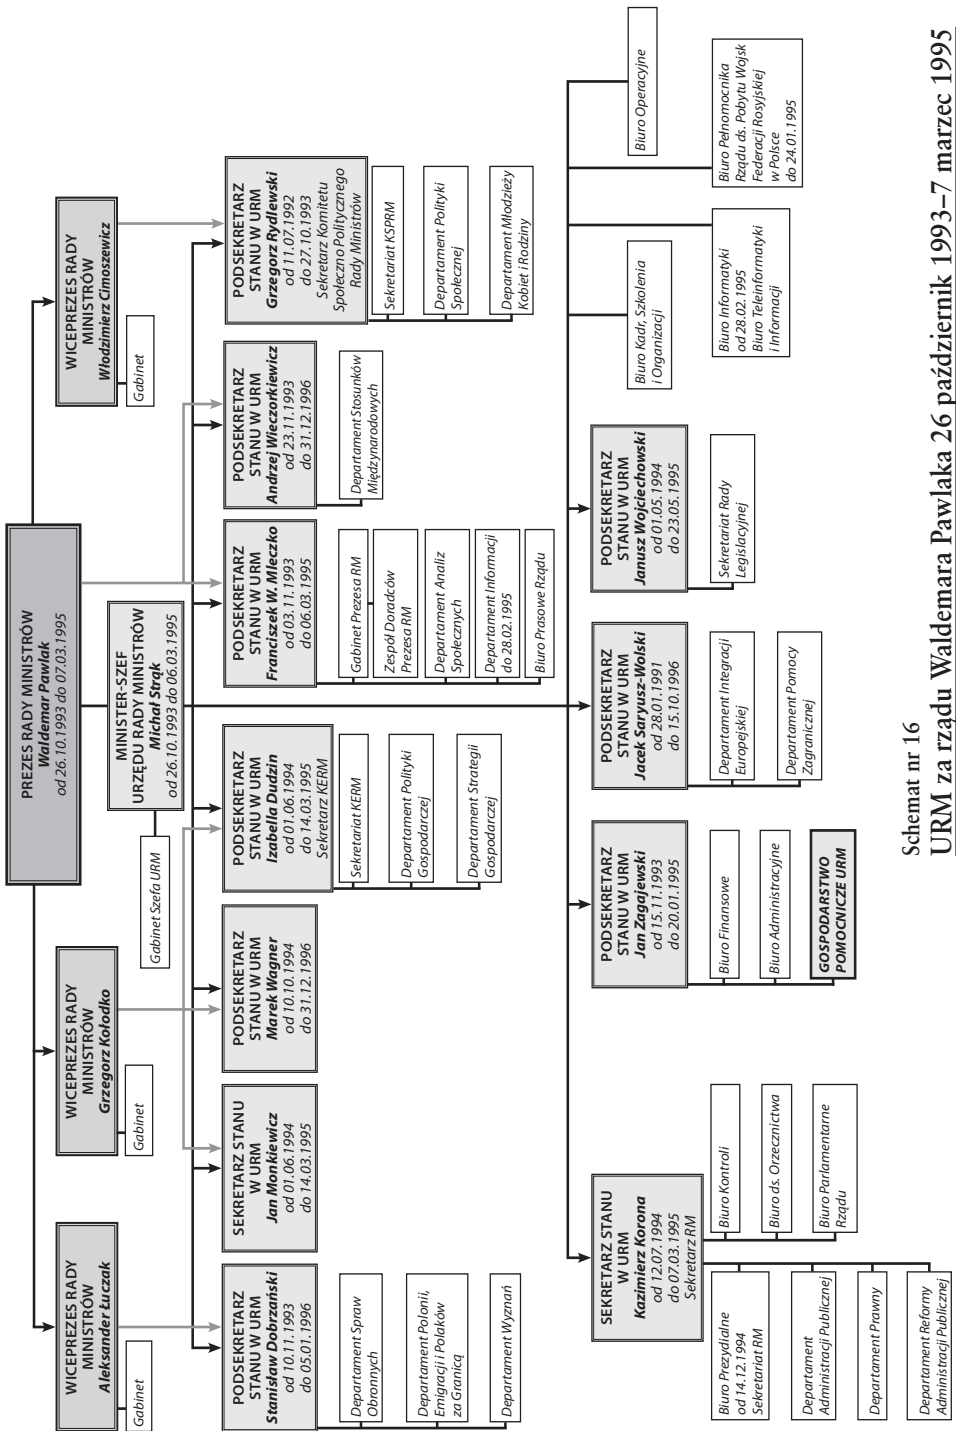 PREZES RADY MINISTRÓW
Waldemar Pawlak
od 26.10.1993 do 07.03.1995
WICEPREZES RADY
MINISTRÓW
Aleksander Łuczak
Gabinet
WICEPREZES RADY
MINISTRÓW
Grzegorz Kołodko
Gabinet
WICEPREZES RADY
MINISTRÓW
Włodzimierz Cimoszewicz
Gabinet
MINISTER-SZEF
URZĘDU RADY MINISTRÓW
Michał Strąk
od 26.10.1993 do 06.03.1995
Gabinet Szefa URM
PODSEKRETARZ
STANU W URM
Stanisław Dobrzański
od 10.11.1993
do 05.01.1996
Departament Spraw
Obronnych
Departament Polonii,
Emigracji i Polaków
za Granicą
Departament Wyznań
SEKRETARZ STANU
W URM
Jan Monkiewicz
od 01.06.1994
do 14.03.1995
PODSEKRETARZ
STANU W URM
Marek Wagner
od 10.10.1994
do 31.12.1996
PODSEKRETARZ
STANU W URM
Izabella Dudzin
od 01.06.1994
do 14.03.1995
Sekretarz KERM
Sekretariat KERM
Departament Polityki
Gospodarczej
Departament Strategii
Gospodarczej
PODSEKRETARZ
STANU W URM
Franciszek W. Mleczko
od 03.11.1993
do 06.03.1995
Gabinet Prezesa RM
Zespół Doradców
Prezesa RM
Departament Analiz
Społecznych
Departament Informacji
do 28.02.1995
Biuro Prasowe Rządu
PODSEKRETARZ
STANU W URM
Andrzej Wieczorkiewicz
od 23.11.1993
do 31.12.1996
Departament Stosunków
Międzynarodowych
PODSEKRETARZ
STANU W URM
Grzegorz Rydlewski
od 11.07.1992
do 27.10.1993
Sekretarz Komitetu
Społeczno Politycznego
Rady Ministrów
Sekretariat KSPRM
Departament Polityki
Społecznej
Departament Młodzieży
Kobiet i Rodziny
SEKRETARZ STANU
W URM
Kazimierz Korona
od 12.07.1994
do 07.03.1995
Sekretarz RM
Biuro Prezydialne
od 14.12.1994
Sekretariat RM
Departament
Administracji Publicznej
Departament Prawny
Departament Reformy
Administracji Publicznej
Biuro Kontroli
Biuro ds. Orzecznictwa
Biuro Parlamentarne
Rządu
PODSEKRETARZ
STANU W URM
Jan Zagajewski
od 15.11.1993
do 20.01.1995
Biuro Finansowe
Biuro Administracyjne
GOSPODARSTWO
POMOCNICZE URM
PODSEKRETARZ
STANU W URM
Jacek Saryusz-Wolski
od 28.01.1991
do 15.10.1996
Departament Integracji
Europejskiej
Departament Pomocy
Zagranicznej
PODSEKRETARZ
STANU W URM
Janusz Wojciechowski
od 01.05.1994
do 23.05.1995
Sekretariat Rady
Legislacyjnej
Biuro Kadr, Szkolenia
i Organizacji
Biuro Informatyki
od 28.02.1995
Biuro Teleinformatyki
i Informacji
Biuro Pełnomocnika
Rządu ds. Pobytu Wojsk
Federacji Rosyjskiej
w Polsce
do 24.01.1995
Biuro Operacyjne
Schemat nr 16
URM za rządu Waldemara Pawlaka 26 październik 1993–7 marzec 1995